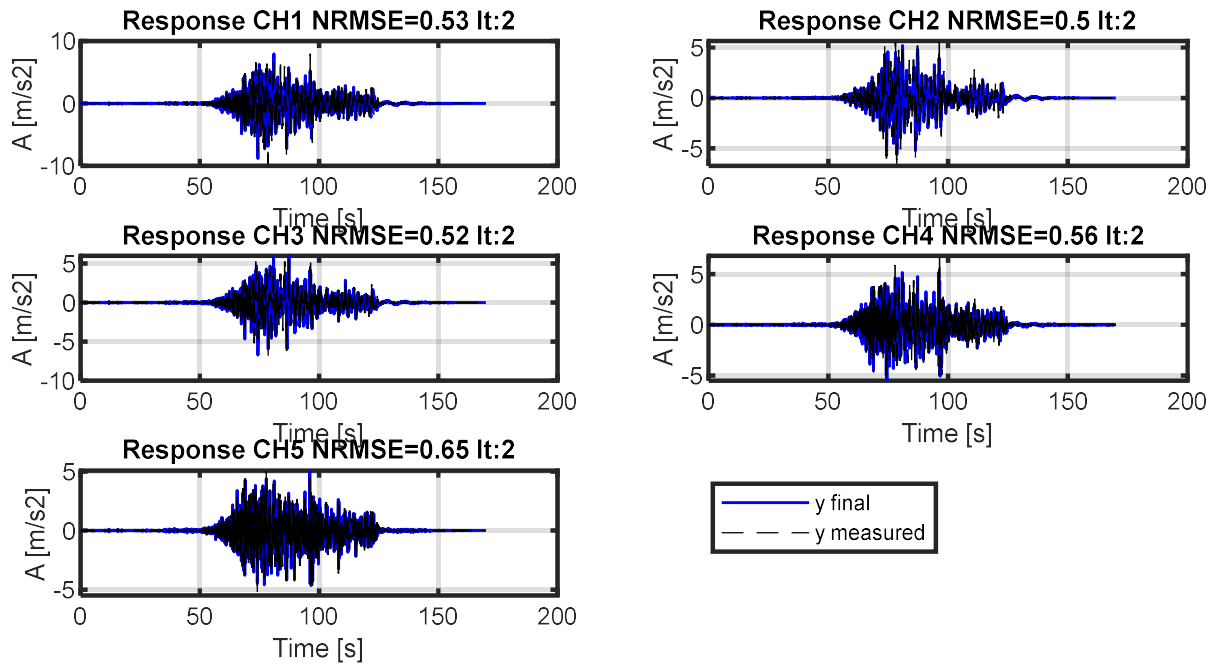 Response CH1 NRMSE=0.53 It:2
10
0
-10
A [m/s2]
0 50 100 150 200
Time [s]
Response CH2 NRMSE=0.5 It:2
5
0
-5
A [m/s2]
0 50 100 150 200
Time [s]
Response CH3 NRMSE=0.52 It:2
5
0
-5
-10
A [m/s2]
0 50 100 150 200
Time [s]
Response CH4 NRMSE=0.56 It:2
5
0
-5
A [m/s2]
0 50 100 150 200
Time [s]
Response CH5 NRMSE=0.65 It:2
5
0
-5
A [m/s2]
0 50 100 150 200
Time [s]
y final
y measured